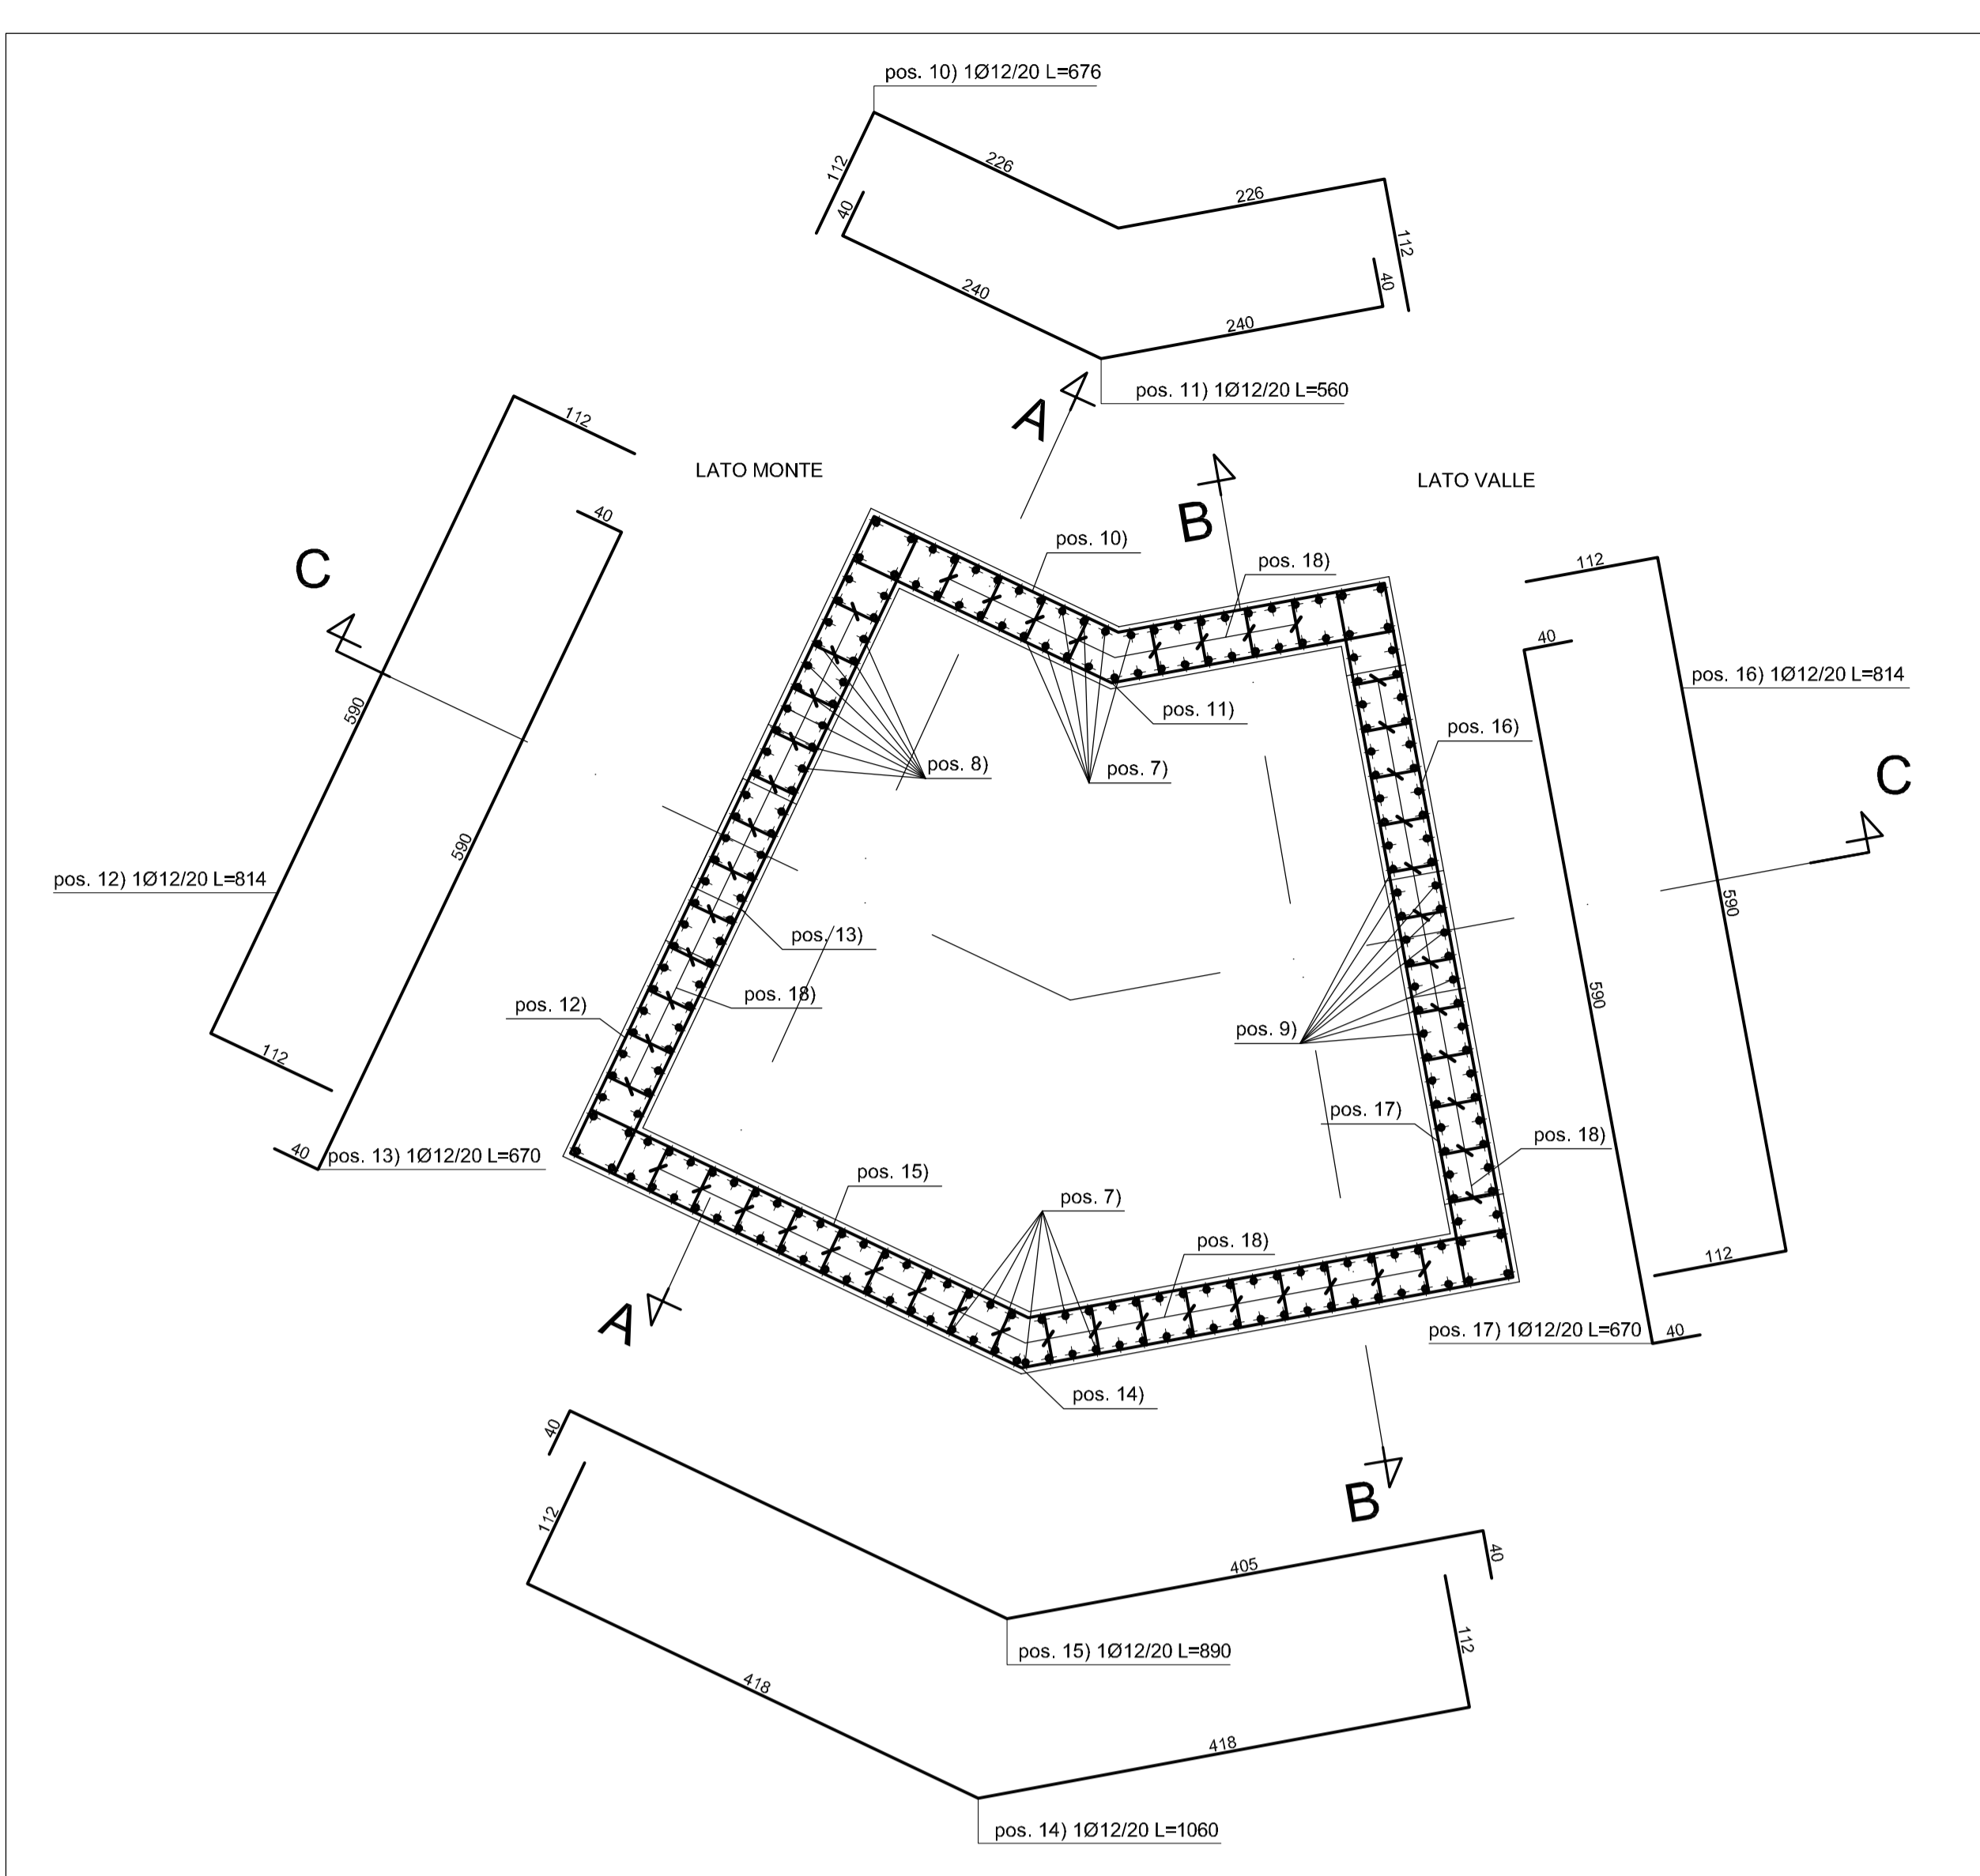 pos. 10) 1Ø12/20 L=676
112
226
226
112
40
40
240
240
pos. 11) 1Ø12/20 L=560
A
B
LATO MONTE
LATO VALLE
112
40
C
590
590
pos. 12) 1Ø12/20 L=814
112
40
pos. 13) 1Ø12/20 L=670
pos. 10)
pos. 18)
pos. 11)
pos. 7)
pos. 8)
pos. 16)
pos. 13)
pos. 18)
pos. 12)
pos. 9)
pos. 17)
pos. 18)
pos. 15)
pos. 7)
pos. 18)
pos. 14)
112
40
pos. 16) 1Ø12/20 L=814
C
590
590
112
pos. 17) 1Ø12/20 L=670
40
A
B
40
112
405
40
pos. 15) 1Ø12/20 L=890
112
418
418
pos. 14) 1Ø12/20 L=1060